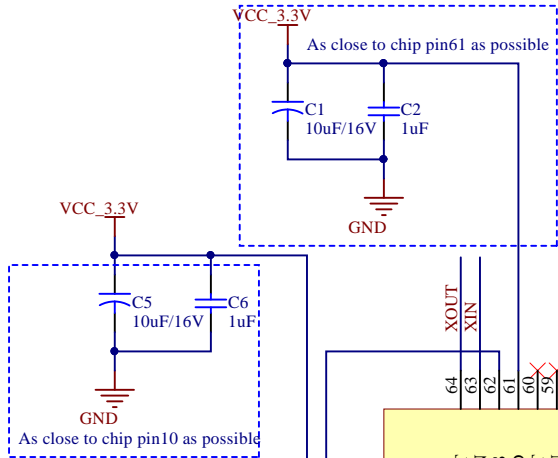 VCC_3.3V
As close to chip pin61 as possible
C1
10uF/16V
C2
1uF
GND
VCC_3.3V
C5
10uF/16V
C6
1uF
GND
As close to chip pin10 as possible
XOUT
XIN
64
63
62
61
60
59